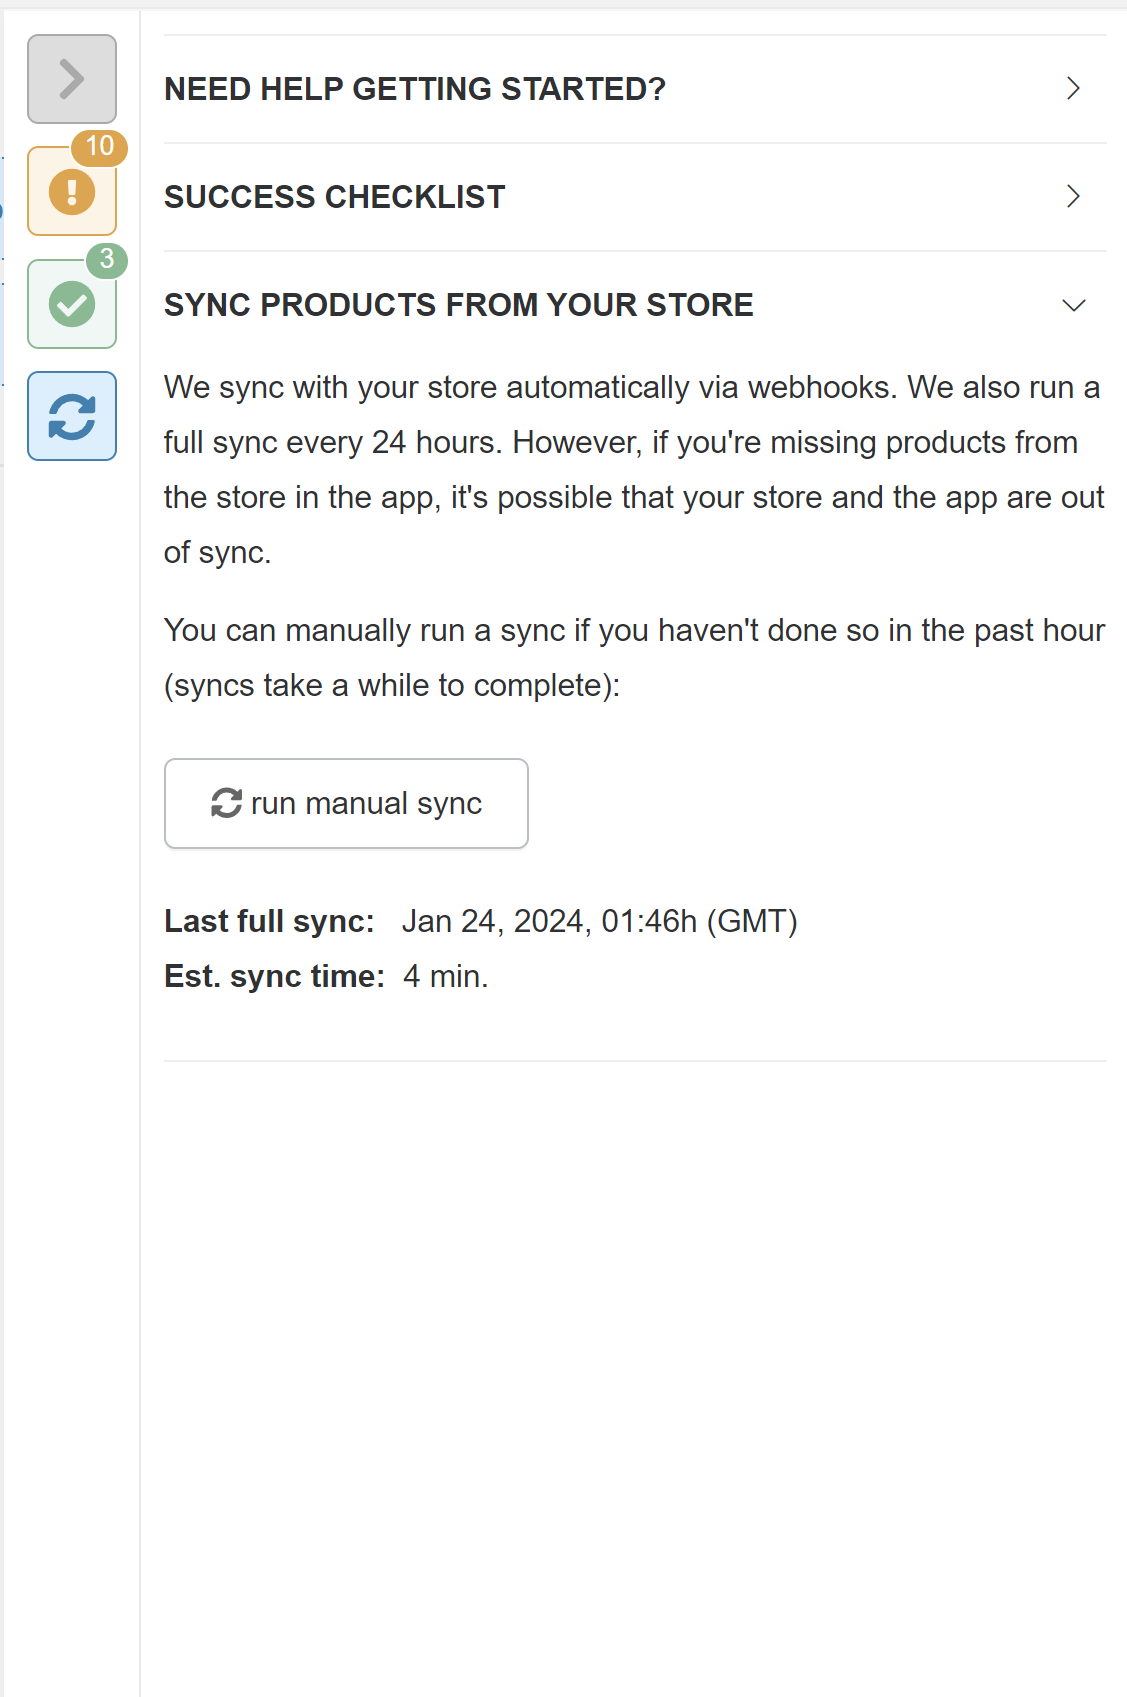 NEED HELP GETTING STARTED?
10
SUCCESS CHECKLIST
3
SYNC PRODUCTS FROM YOUR STORE
We sync with your store automatically via webhooks. We also run a
full sync every 24 hours. However, if you're missing products from
the store in the app, it's possible that your store and the app are out
of sync.
You can manually run a sync if you haven't done so in the past hour
(syncs take a while to complete):
run manual sync
Last full sync: Jan 24, 2024, 01:46h (GMT)
Est. sync time: 4 min.